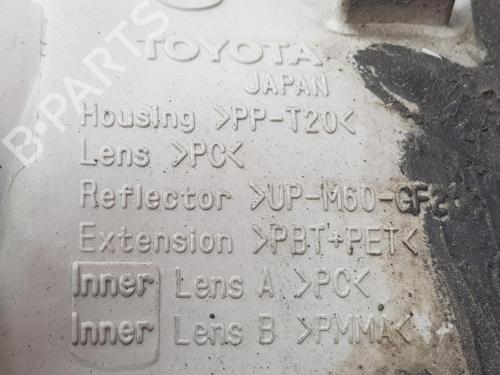 TOYOTA
JAPAN
Housing >PP-T20<
Lens >PC<
Reflector >UP-M60-GF2
Extension >PBT+PET<
Inner Lens A >PC<
Inner Lens B >PMMA<
B-PARTS